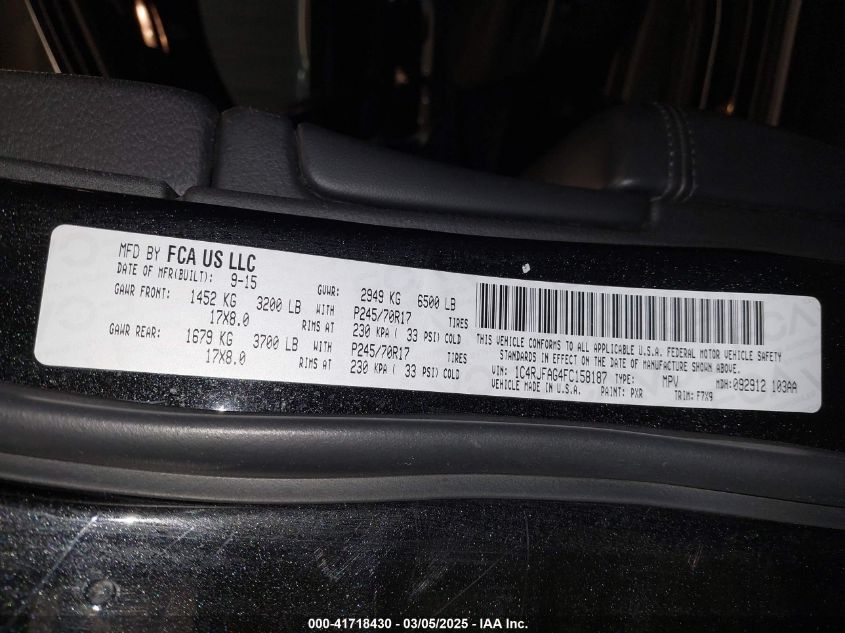 MFD BY FCA US LLC
DATE OF MFR(BUILT): 9-15 GVWR: 2949 KG 6500 LB
GAWR FRONT: 1452 KG 3200 LB WITH P245/70R17 TIRES
17X8.0 RIMS AT 230 KPA ( 33 PSI) COLD
GAWR REAR: 1679 KG 3700 LB WITH P245/70R17 TIRES
17X8.0 RIMS AT 230 KPA ( 33 PSI) COLD
THIS VEHICLE CONFORMS TO ALL APPLICABLE U.S.A. FEDERAL MOTOR VEHICLE SAFETY
STANDARDS IN EFFECT ON THE DATE OF MANUFACTURE SHOWN ABOVE.
VIN: 1C4RJFAG4FC158187 TYPE: MPV MDH: 092912 103AA
VEHICLE MADE IN U.S.A. PAINT: PXR TRIM: F7X9
000-41718430 - 03/05/2025 - IAA Inc.